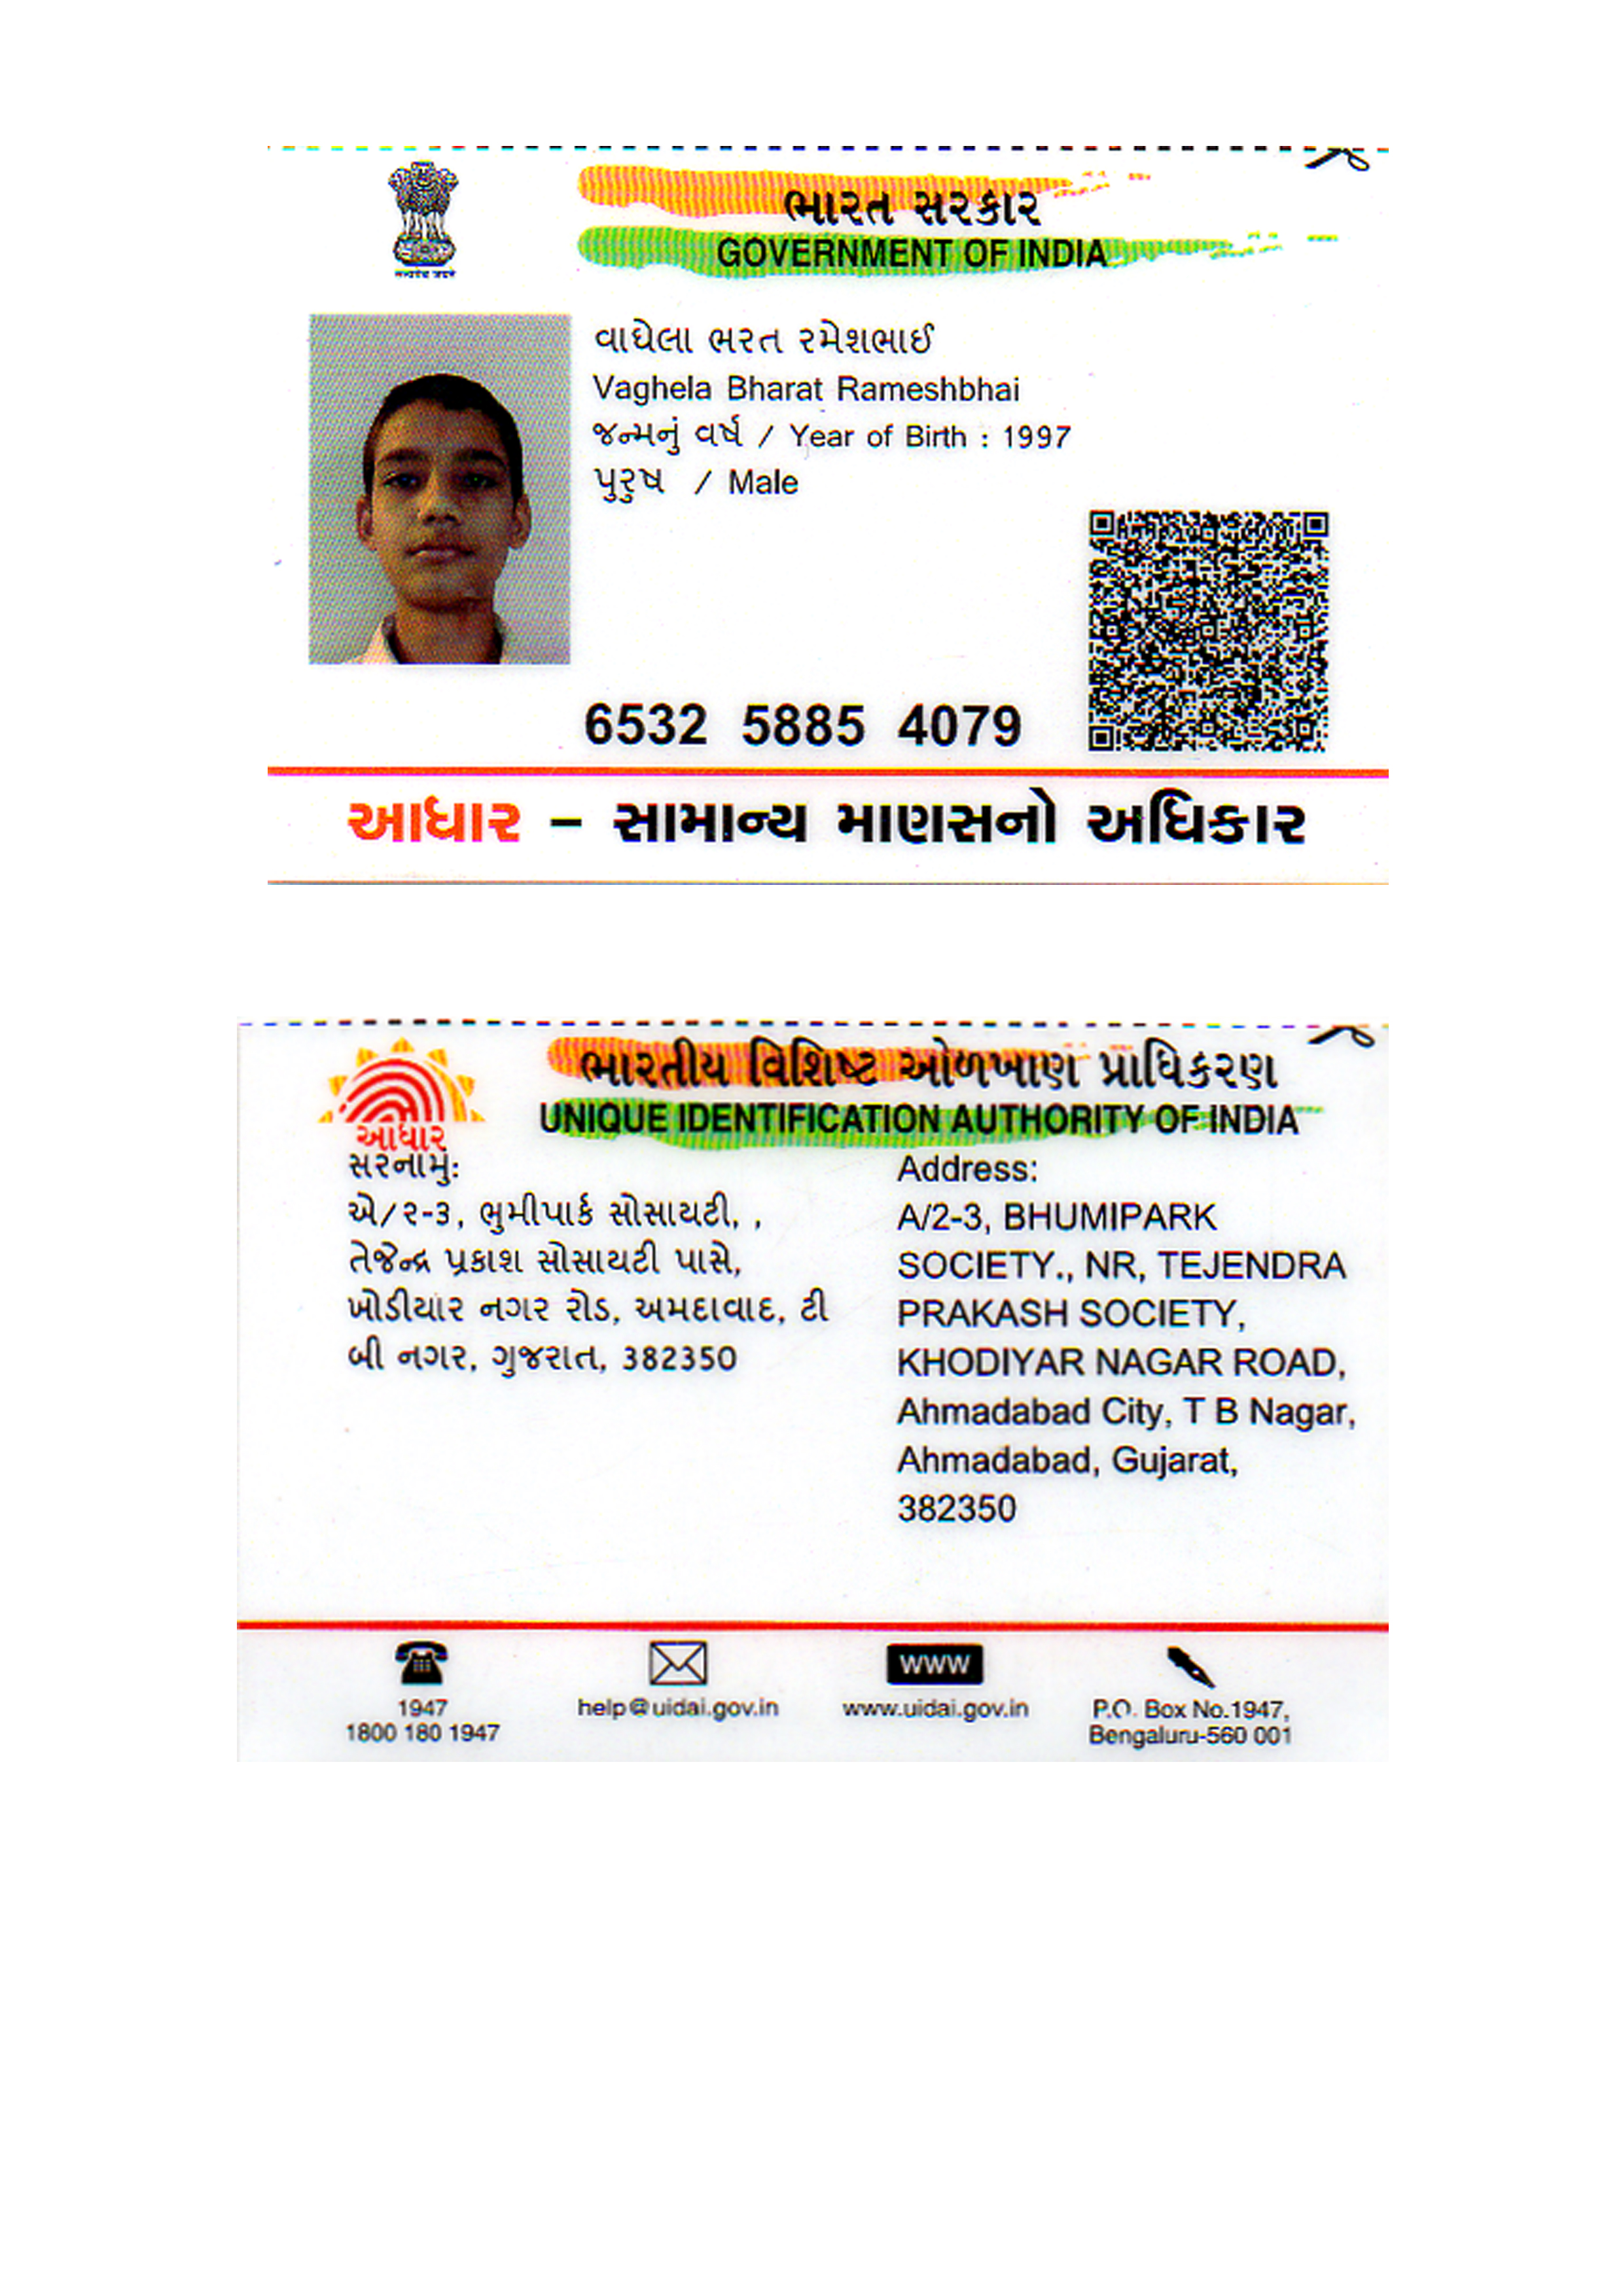 ભારત સરકાર
GOVERNMENT OF INDIA
વાઘેલા ભરત રમેશભાઈ
Vaghela Bharat Rameshbhai
જન્મનું વર્ષ / Year of Birth : 1997
પુરુષ / Male
6532 5885 4079
આધાર – સામાન્ય માણસનો અધિકાર
ભારતીય વિશિષ્ટ ઓળખાણ પ્રાધિકરણ
UNIQUE IDENTIFICATION AUTHORITY OF INDIA
આધાર
સરનામુ:
એ/૨-૩, ભુમીપાર્ક સોસાયટી, ,
તેજેન્દ્ર પ્રકાશ સોસાયટી પાસે,
ખોડીયાર નગર રોડ, અમદાવાદ, ટી
બી નગર, ગુજરાત, 382350
Address:
A/2-3, BHUMIPARK
SOCIETY., NR, TEJENDRA
PRAKASH SOCIETY,
KHODIYAR NAGAR ROAD,
Ahmadabad City, T B Nagar,
Ahmadabad, Gujarat,
382350
1947
1800 180 1947
help@uidai.gov.in
www
www.uidai.gov.in
P.O. Box No.1947,
Bengaluru-560 001